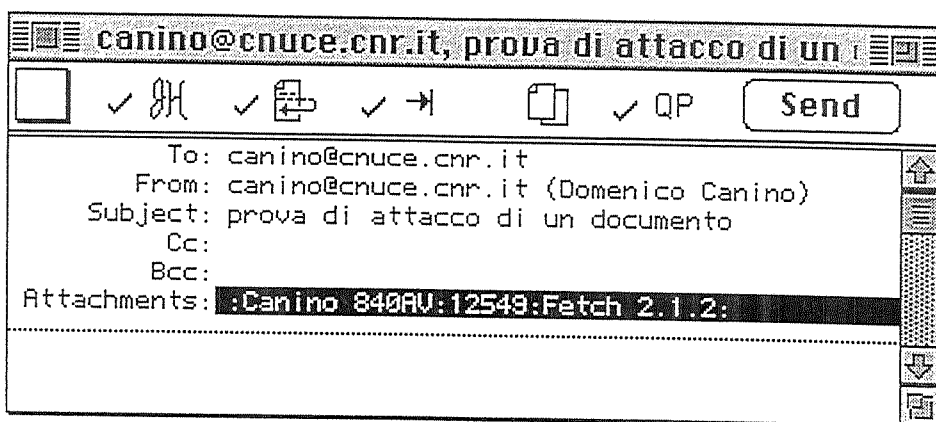 canino@cnuce.cnr.it, prova di attacco di un
QP Send
To: canino@cnuce.cnr.it
From: canino@cnuce.cnr.it (Domenico Canino)
Subject: prova di attacco di un documento
Cc:
Bcc:
Attachments: :Canino 840AV:12549:Fetch 2.1.2: